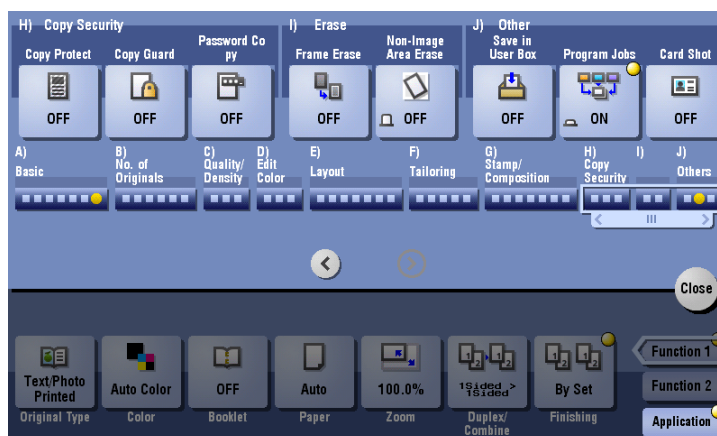 H) Copy Security
I) Erase
J) Other
Copy Protect
Copy Guard
Password Co
py
Frame Erase
Non-Image
Area Erase
Save in
User Box
Program Jobs
Card Shot
OFF
OFF
OFF
OFF
OFF
OFF
ON
OFF
A)
Basic
B)
No. of
Originals
C)
Quality/
Density
D)
Edit
Color
E)
Layout
F)
Tailoring
G)
Stamp/
Composition
H)
Copy
Security
I)
J)
Others
Close
Text/Photo
Printed
Auto Color
OFF
Auto
100.0%
1Sided >
1Sided
By Set
Original Type
Color
Booklet
Paper
Zoom
Duplex/
Combine
Finishing
Function 1
Function 2
Application